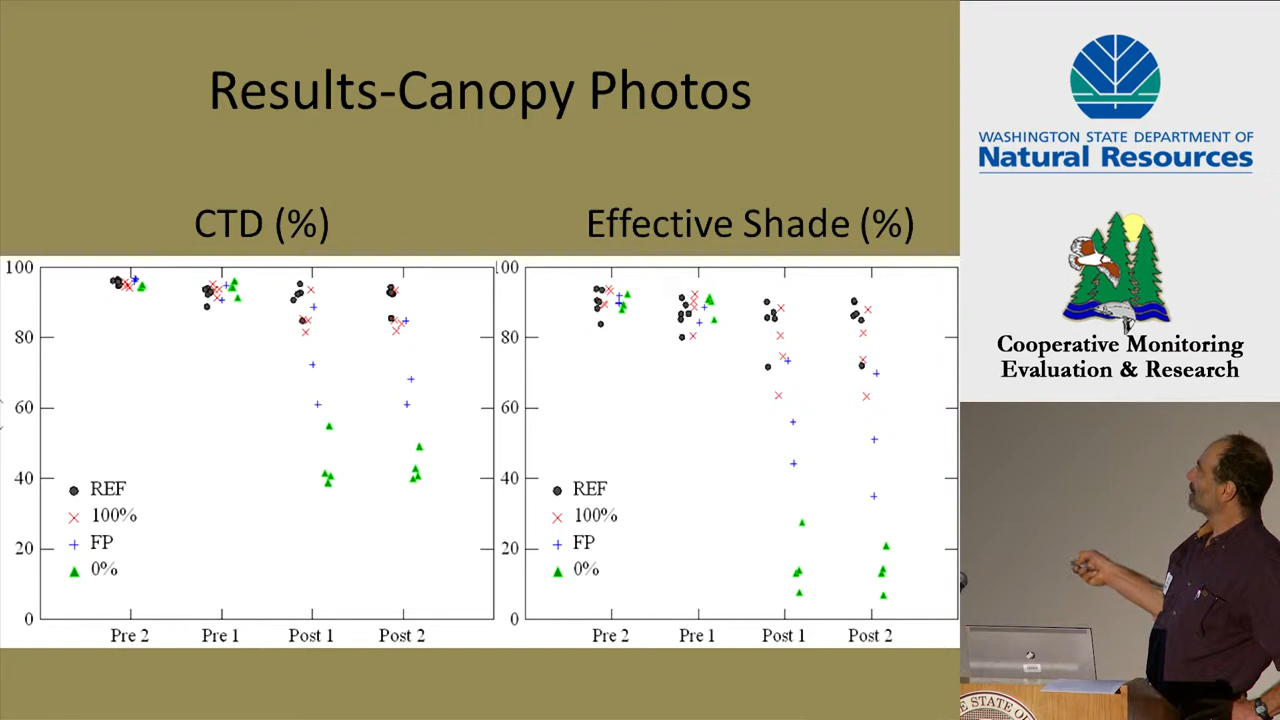 Results-Canopy Photos
CTD (%)
Effective Shade (%)
100
80
60
40
20
0
REF
100%
FP
0%
Pre 2
Pre 1
Post 1
Post 2
00
80
60
40
20
0
REF
100%
FP
0%
Pre 2
Pre 1
Post 1
Post 2
WASHINGTON STATE DEPARTMENT OF
Natural Resources
Cooperative Monitoring
Evaluation & Research
E STATE O